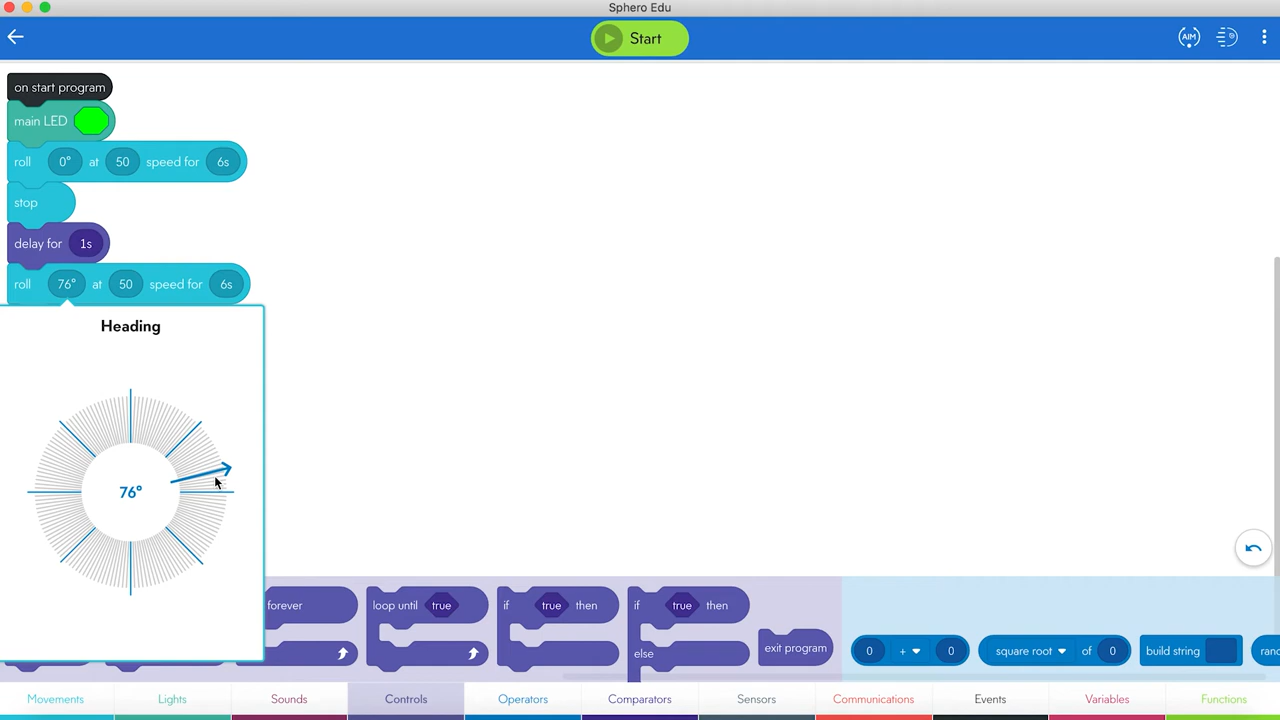 Sphero Edu
Start
AIM
on start program
main LED
roll 0° at 50 speed for 6s
stop
delay for 1s
roll 76° at 50 speed for 6s
Heading
76°
forever
loop until true
if true then
if true then
else
exit program
0 + 0
square root of 0
build string
Movements Lights Sounds Controls Operators Comparators Sensors Communications Events Variables Functions